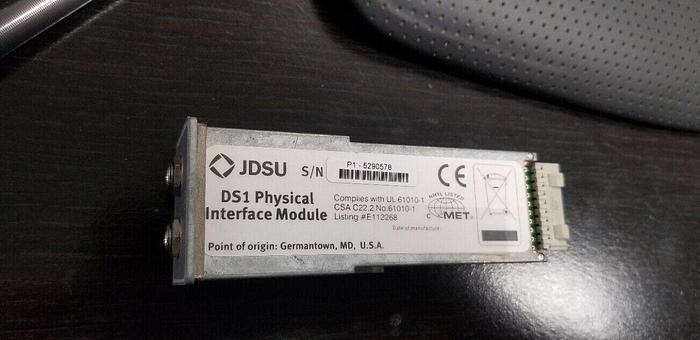 JDSU
S/N
P1 - 5290578
DS1 Physical
Interface Module
Complies with UL 61010-1
CSA C22.2 No.61010-1
Listing #E112268
CE
NRTL LISTED
C MET
Date of manufacture:
Point of origin: Germantown, MD, U.S.A.